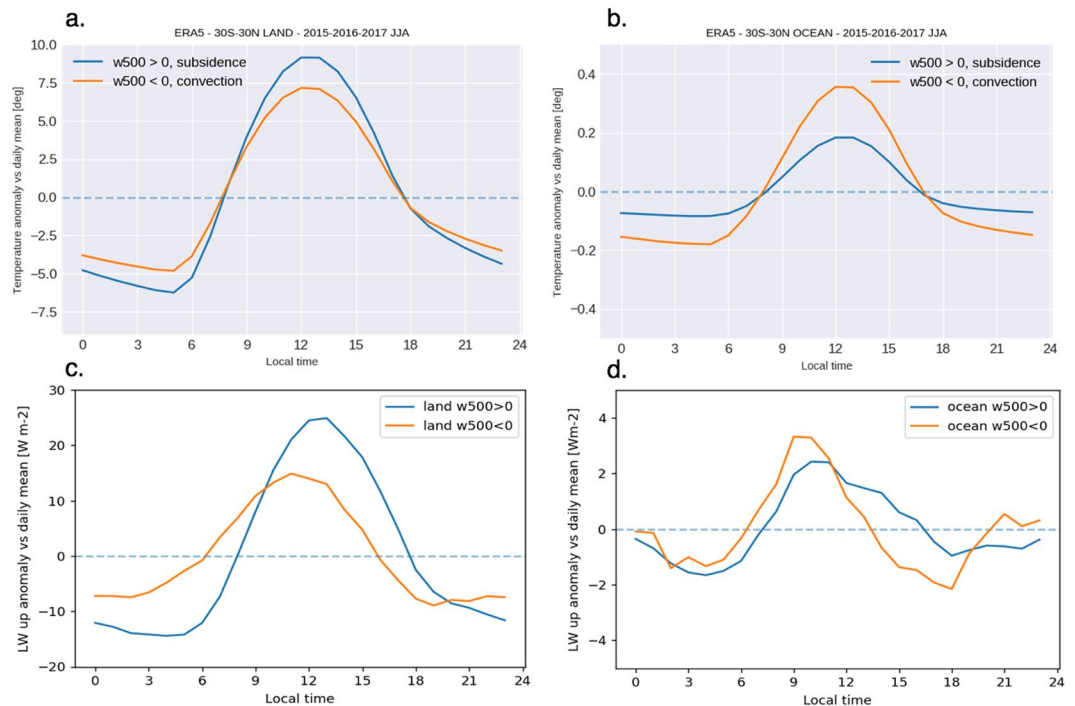 a.
ERA5 - 30S-30N LAND - 2015-2016-2017 JJA
Temperature anomaly vs daily mean [deg]
10.0
7.5
5.0
2.5
0.0
−2.5
−5.0
−7.5
w500 > 0, subsidence
w500 < 0, convection
0 3 6 9 12 15 18 21 24
Local time
b.
ERA5 - 30S-30N OCEAN - 2015-2016-2017 JJA
Temperature anomaly vs daily mean [deg]
0.4
0.2
0.0
−0.2
−0.4
w500 > 0, subsidence
w500 < 0, convection
0 3 6 9 12 15 18 21 24
Local time
c.
LW up anomaly vs daily mean [W m-2]
30
20
10
0
−10
−20
land w500>0
land w500<0
0 3 6 9 12 15 18 21 24
Local time
d.
LW up anomaly vs daily mean [Wm-2]
4
2
0
−2
−4
ocean w500>0
ocean w500<0
0 3 6 9 12 15 18 21 24
Local time